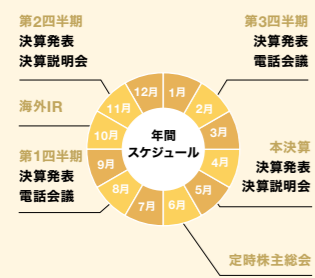 第2四半期
決算発表
決算説明会
第3四半期
決算発表
電話会議
海外IR
第1四半期
決算発表
電話会議
本決算
決算発表
決算説明会
定時株主総会
年間
スケジュール
1月
2月
3月
4月
5月
6月
7月
8月
9月
10月
11月
12月